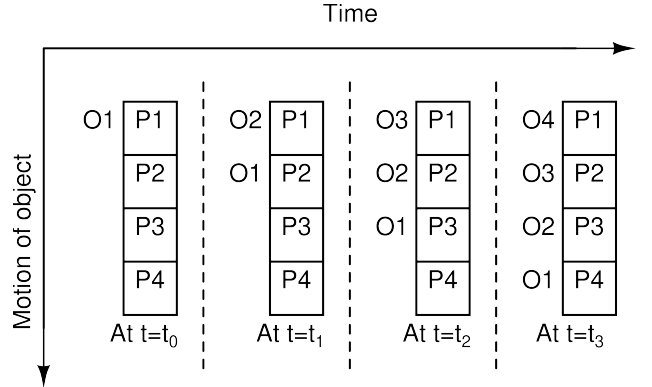 Time
Motion of object
O1 P1 O2 P1 O3 P1 O4 P1
P2 O1 P2 O2 P2 O3 P2
P3 P3 O1 P3 O2 P3
P4 P4 P4 O1 P4
At t=t₀ At t=t₁ At t=t₂ At t=t₃